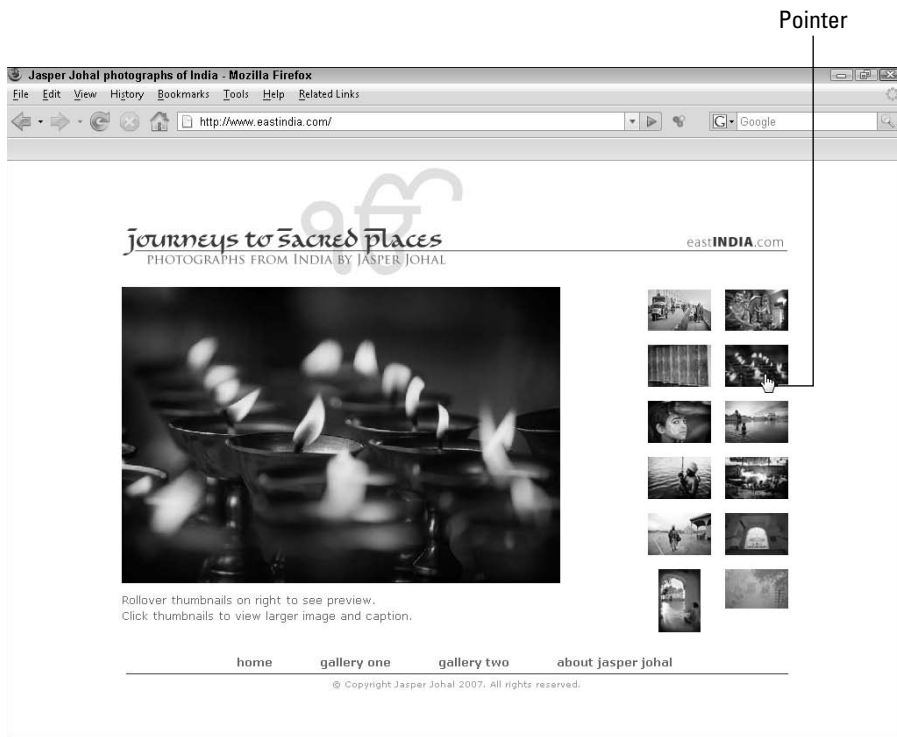 Pointer
Jasper Johal photographs of India - Mozilla Firefox
File Edit View History Bookmarks Tools Help Related Links
http://www.eastindia.com/ G Google
journeys to sacred places
PHOTOGRAPHS FROM INDIA BY JASPER JOHAL
eastINDIA.com
Rollover thumbnails on right to see preview.
Click thumbnails to view larger image and caption.
home gallery one gallery two about jasper johal
© Copyright Jasper Johal 2007. All rights reserved.